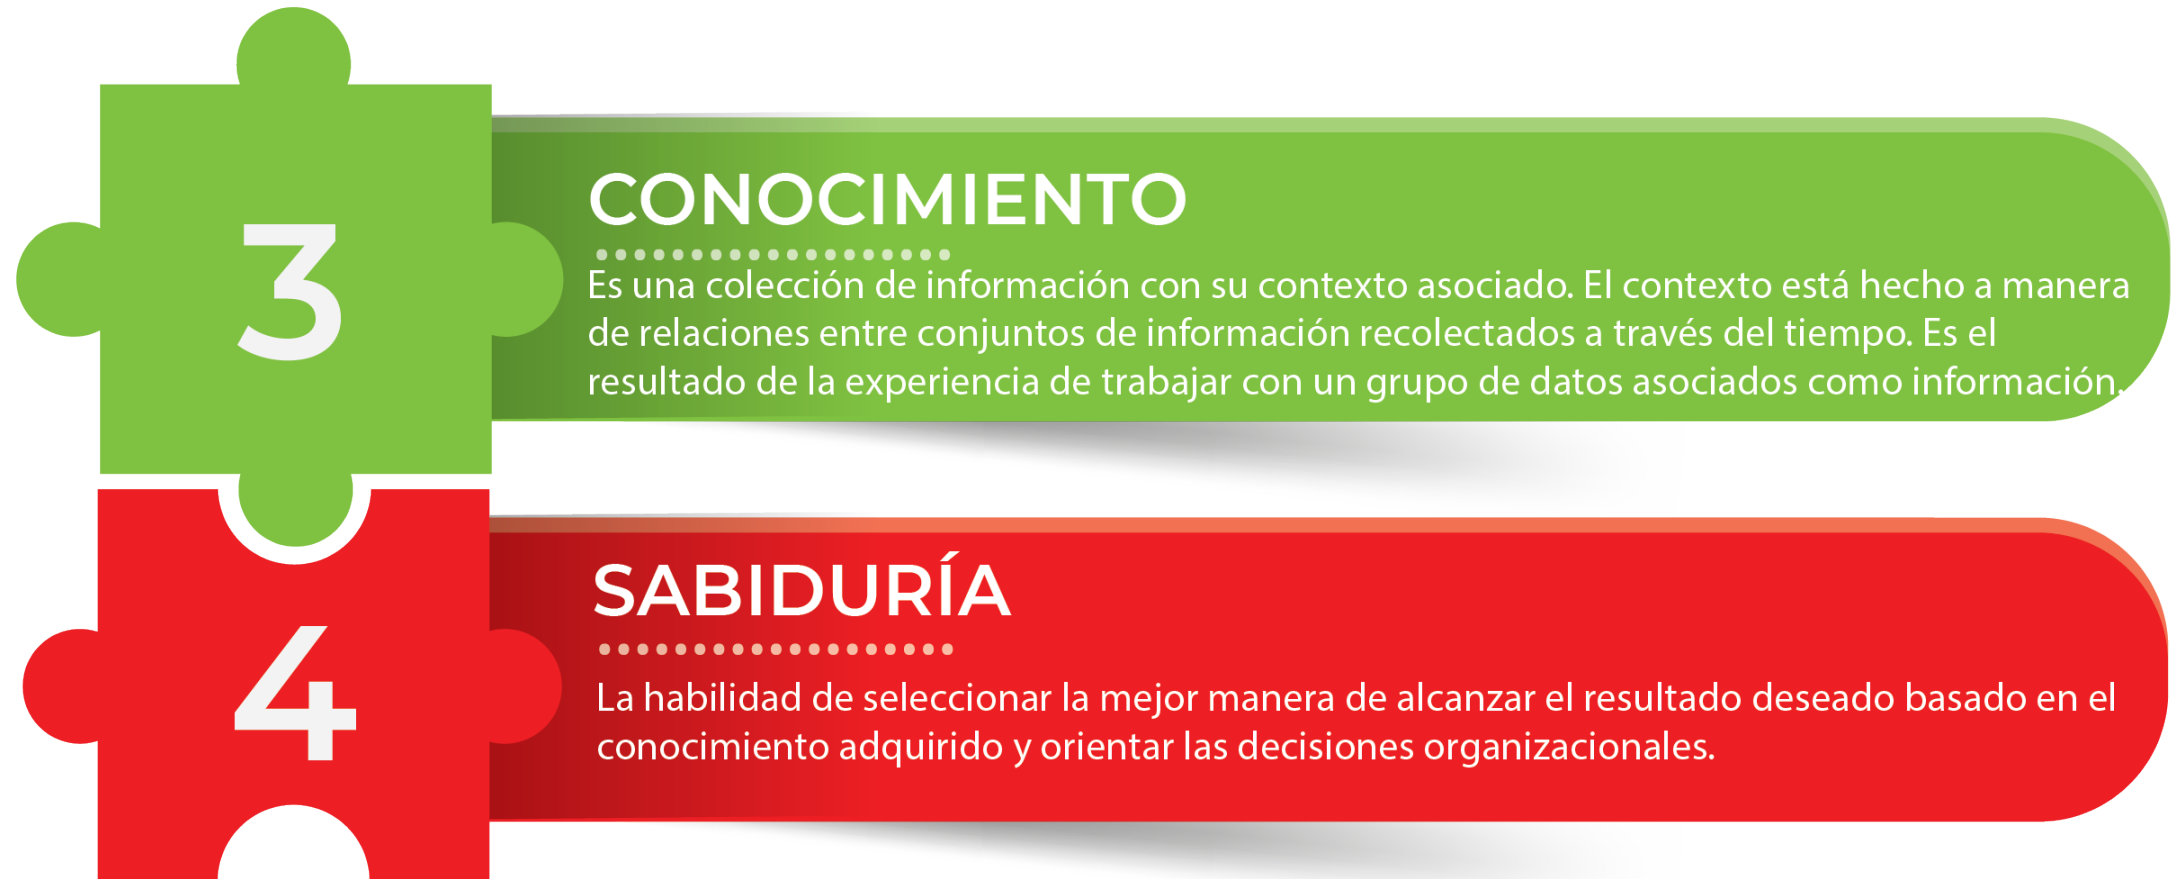 3
CONOCIMIENTO
Es una colección de información con su contexto asociado. El contexto está hecho a manera
de relaciones entre conjuntos de información recolectados a través del tiempo. Es el
resultado de la experiencia de trabajar con un grupo de datos asociados como información.
4
SABIDURÍA
La habilidad de seleccionar la mejor manera de alcanzar el resultado deseado basado en el
conocimiento adquirido y orientar las decisiones organizacionales.